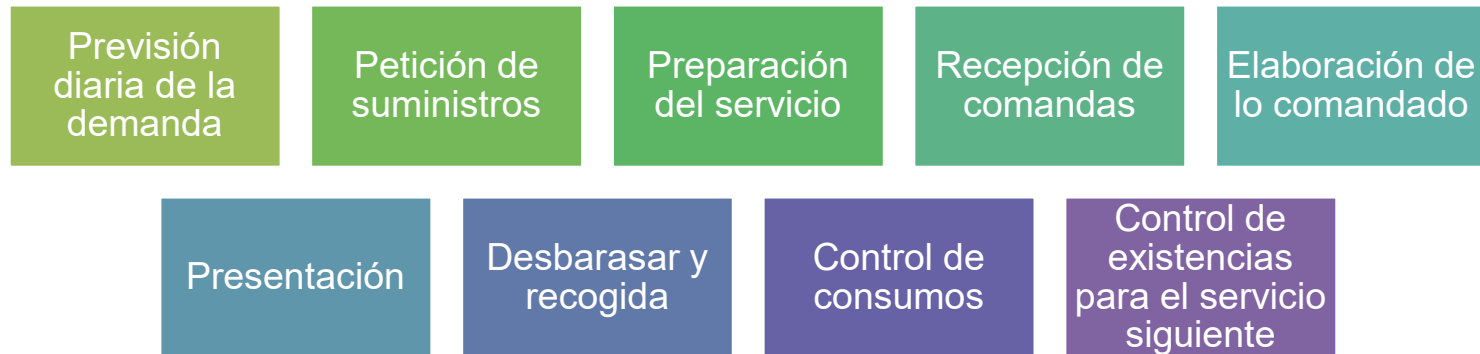 Previsión
diaria de la
demanda
Petición de
suministros
Preparación
del servicio
Recepción de
comandas
Elaboración de
lo comandado
Presentación
Desbarasar y
recogida
Control de
consumos
Control de
existencias
para el servicio
siguiente